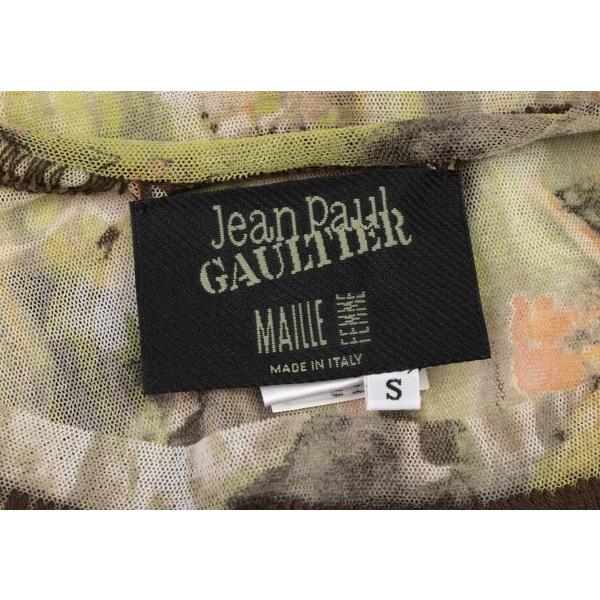 Jean Paul
GAULTIER
MAILLE FEMME
MADE IN ITALY
S